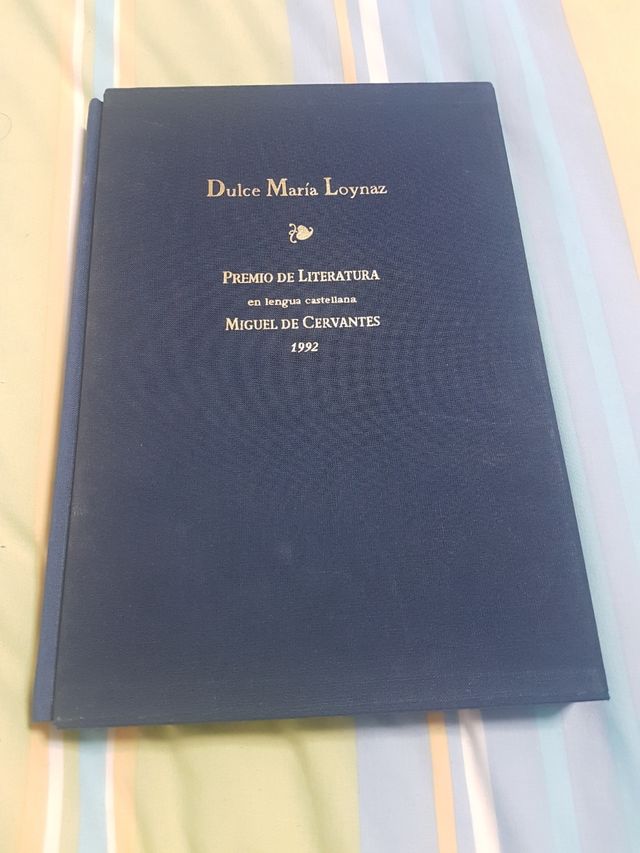 Dulce María Loynaz
Premio de Literatura
en lengua castellana
Miguel de Cervantes
1992